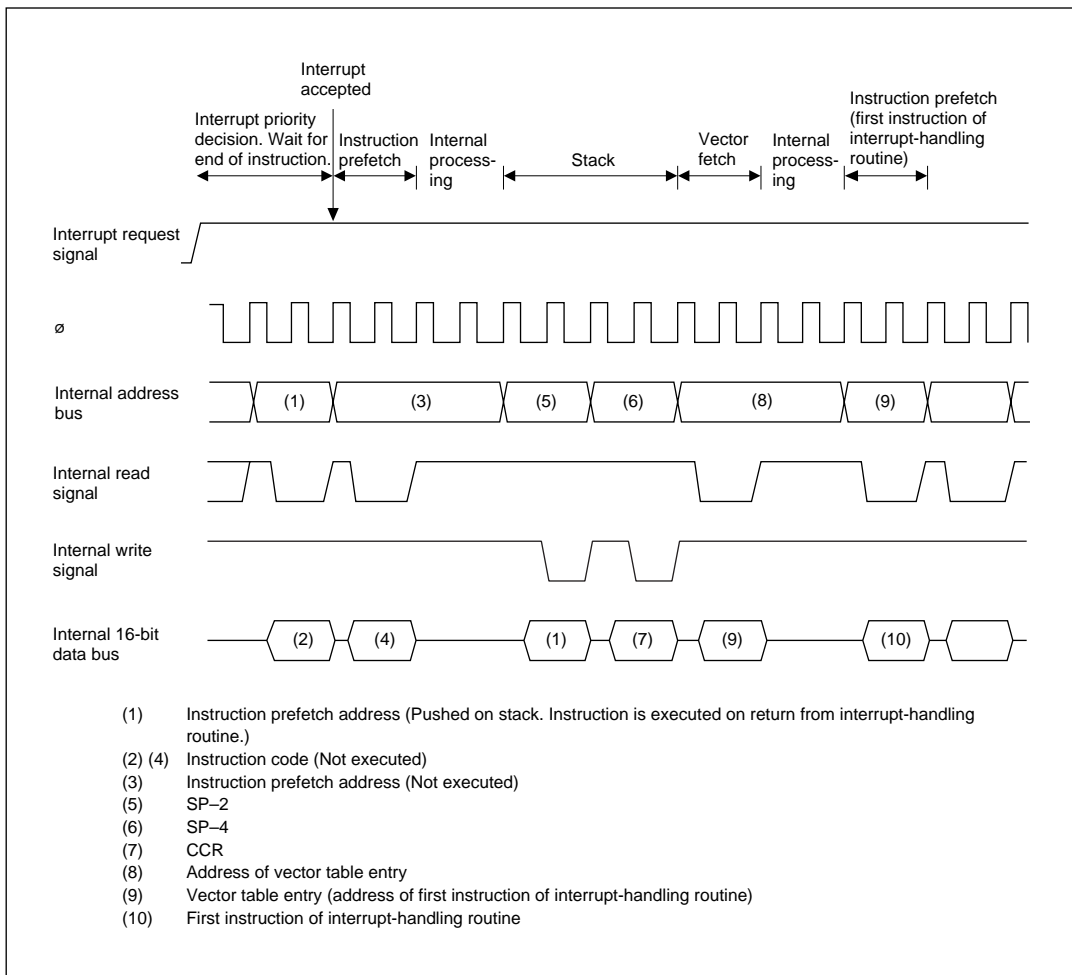 Interrupt
accepted
Interrupt priority
decision. Wait for
end of instruction.
Instruction
prefetch
Internal
process-
ing
Stack
Vector
fetch
Internal
process-
ing
Instruction prefetch
(first instruction of
interrupt-handling
routine)
Interrupt request
signal
ø
Internal address
bus
(1) (3) (5) (6) (8) (9)
Internal read
signal
Internal write
signal
Internal 16-bit
data bus
(2) (4) (1) (7) (9) (10)
(1) Instruction prefetch address (Pushed on stack. Instruction is executed on return from interrupt-handling
routine.)
(2) (4) Instruction code (Not executed)
(3) Instruction prefetch address (Not executed)
(5) SP–2
(6) SP–4
(7) CCR
(8) Address of vector table entry
(9) Vector table entry (address of first instruction of interrupt-handling routine)
(10) First instruction of interrupt-handling routine